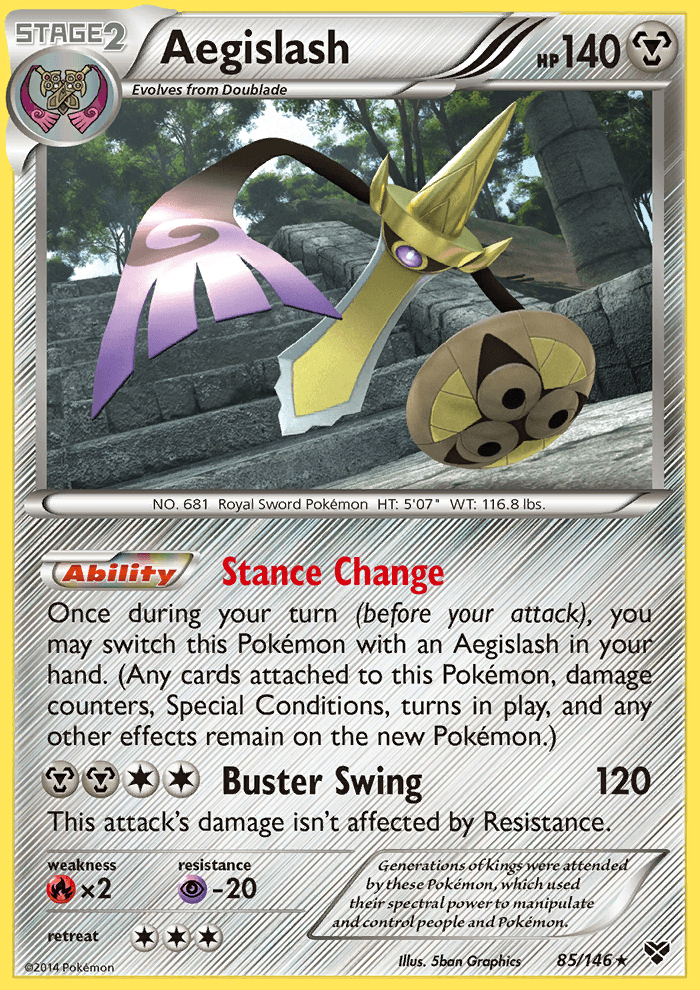 STAGE2
Aegislash
HP140
Evolves from Doublade
NO. 681 Royal Sword Pokémon HT: 5'07" WT: 116.8 lbs.
Ability Stance Change
Once during your turn (before your attack), you
may switch this Pokémon with an Aegislash in your
hand. (Any cards attached to this Pokémon, damage
counters, Special Conditions, turns in play, and any
other effects remain on the new Pokémon.)
Buster Swing 120
This attack's damage isn't affected by Resistance.
weakness resistance
×2 -20
retreat
Generations of kings were attended
by these Pokémon, which used
their spectral power to manipulate
and control people and Pokémon.
©2014 Pokémon
Illus. 5ban Graphics 85/146★